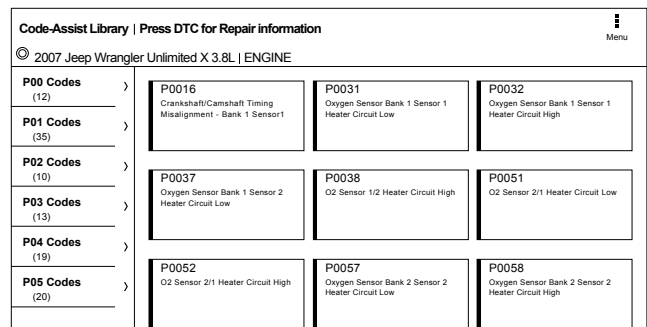 Code-Assist Library | Press DTC for Repair information
Menu
2007 Jeep Wrangler Unlimited X 3.8L | ENGINE
P00 Codes
(12)
P01 Codes
(35)
P02 Codes
(10)
P03 Codes
(13)
P04 Codes
(19)
P05 Codes
(20)
P0016
Crankshaft/Camshaft Timing
Misalignment - Bank 1 Sensor1
P0031
Oxygen Sensor Bank 1 Sensor 1
Heater Circuit Low
P0032
Oxygen Sensor Bank 1 Sensor 1
Heater Circuit High
P0037
Oxygen Sensor Bank 1 Sensor 2
Heater Circuit Low
P0038
O2 Sensor 1/2 Heater Circuit High
P0051
O2 Sensor 2/1 Heater Circuit Low
P0052
O2 Sensor 2/1 Heater Circuit High
P0057
Oxygen Sensor Bank 2 Sensor 2
Heater Circuit Low
P0058
Oxygen Sensor Bank 2 Sensor 2
Heater Circuit High